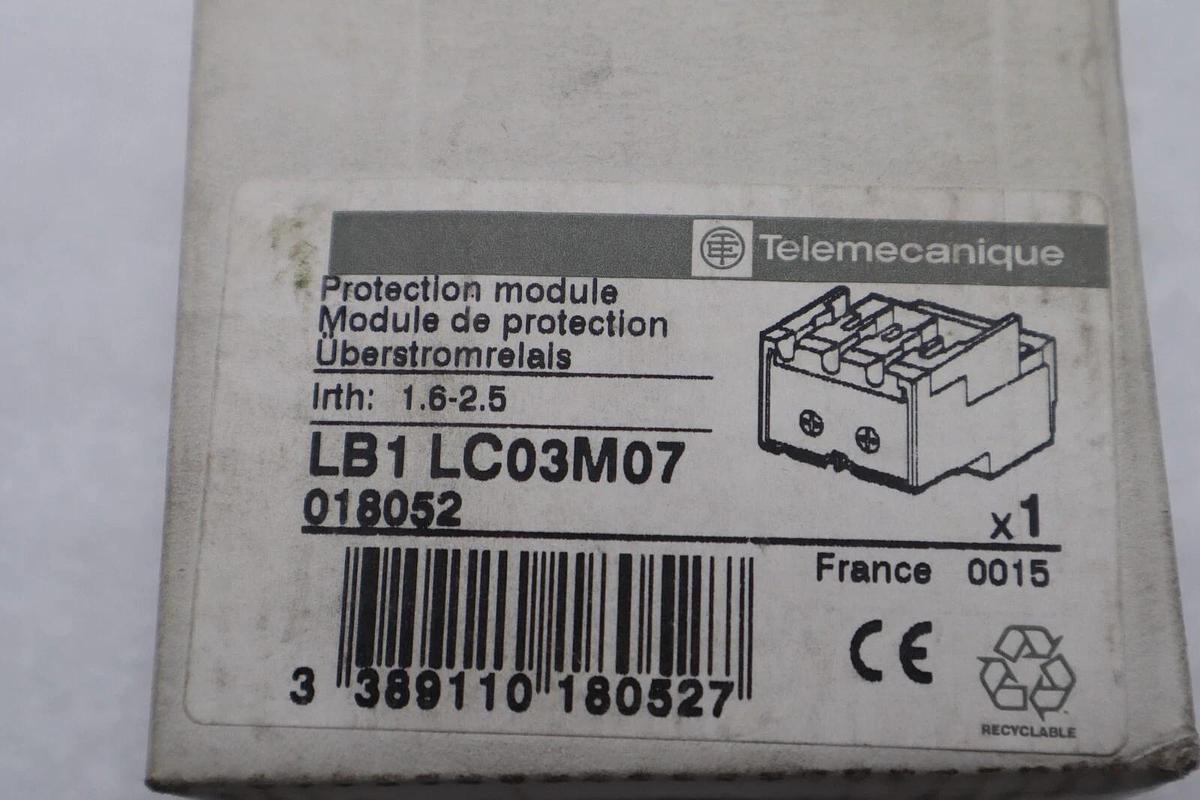 Telemecanique
Protection module
Module de protection
Überstromrelais
Irth: 1.6-2.5
LB1 LC03M07
018052
x1
France 0015
CE
3 389110 180527
RECYCLABLE